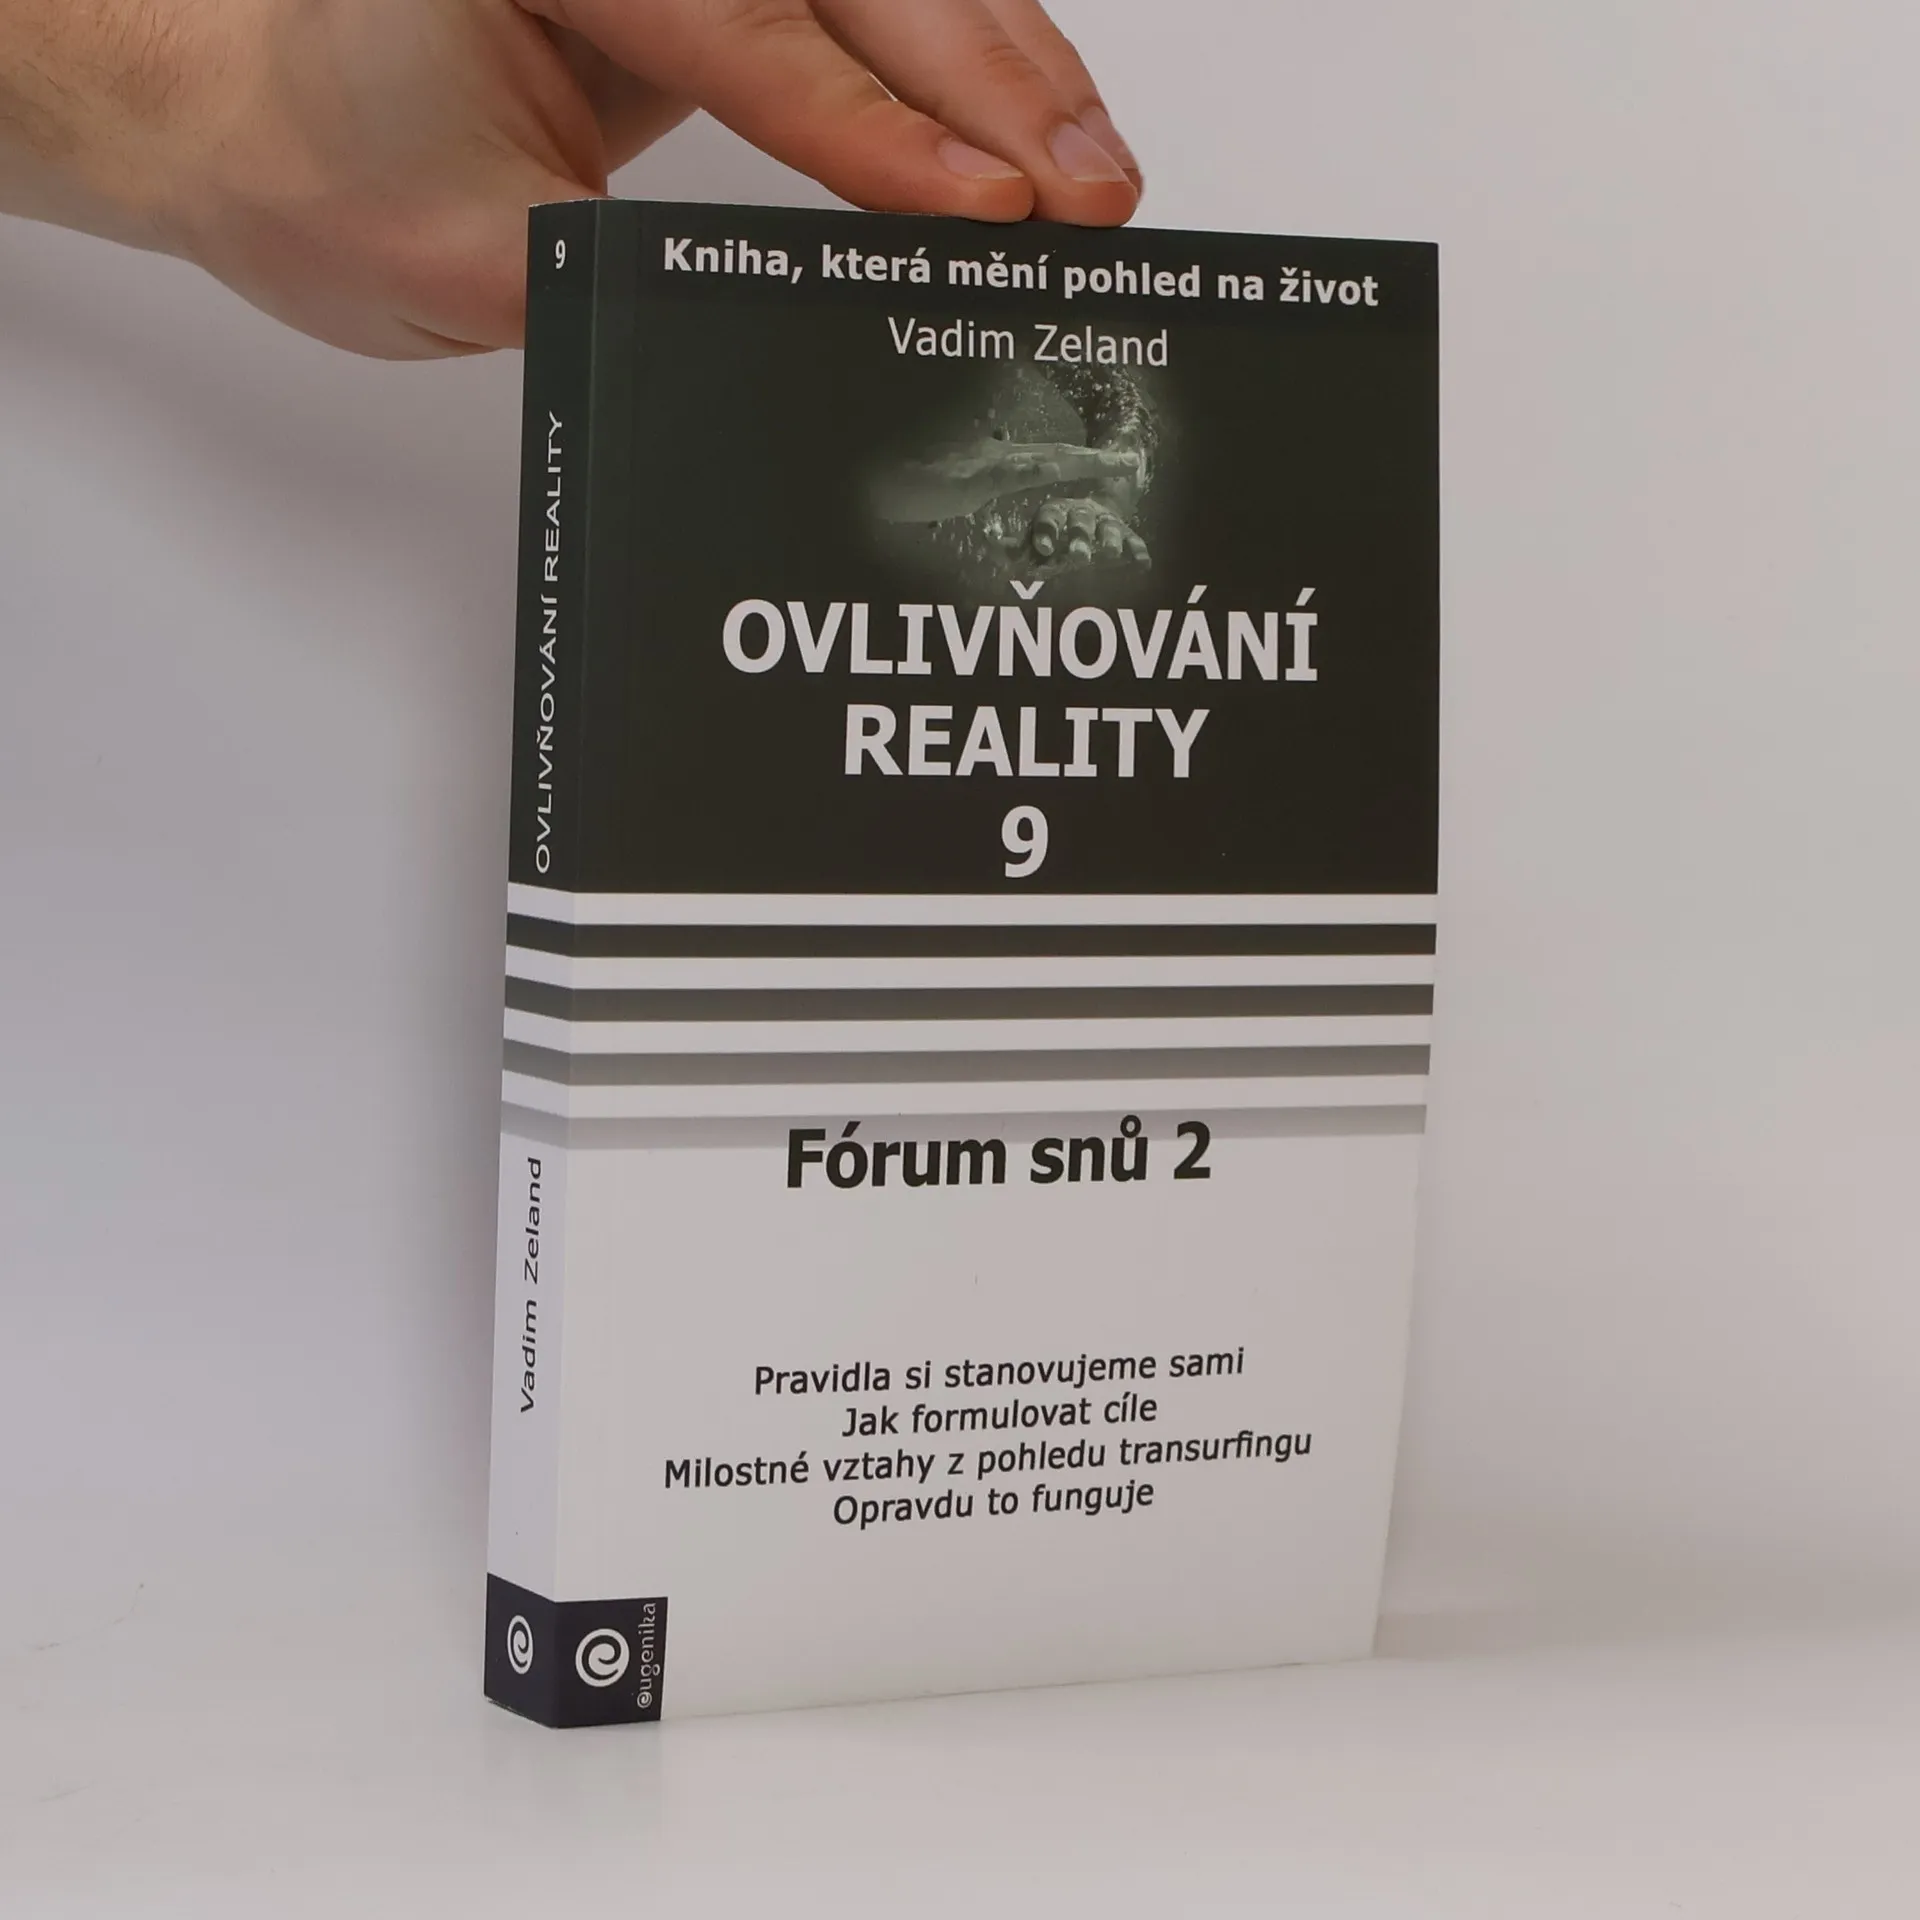 9
OVLIVŇOVÁNÍ REALITY
Vadim Zeland
Kniha, která mění pohled na život
Vadim Zeland
OVLIVŇOVÁNÍ
REALITY
9
Fórum snů 2
Pravidla si stanovujeme sami
Jak formulovat cíle
Milostné vztahy z pohledu transurfingu
Opravdu to funguje
eugenika